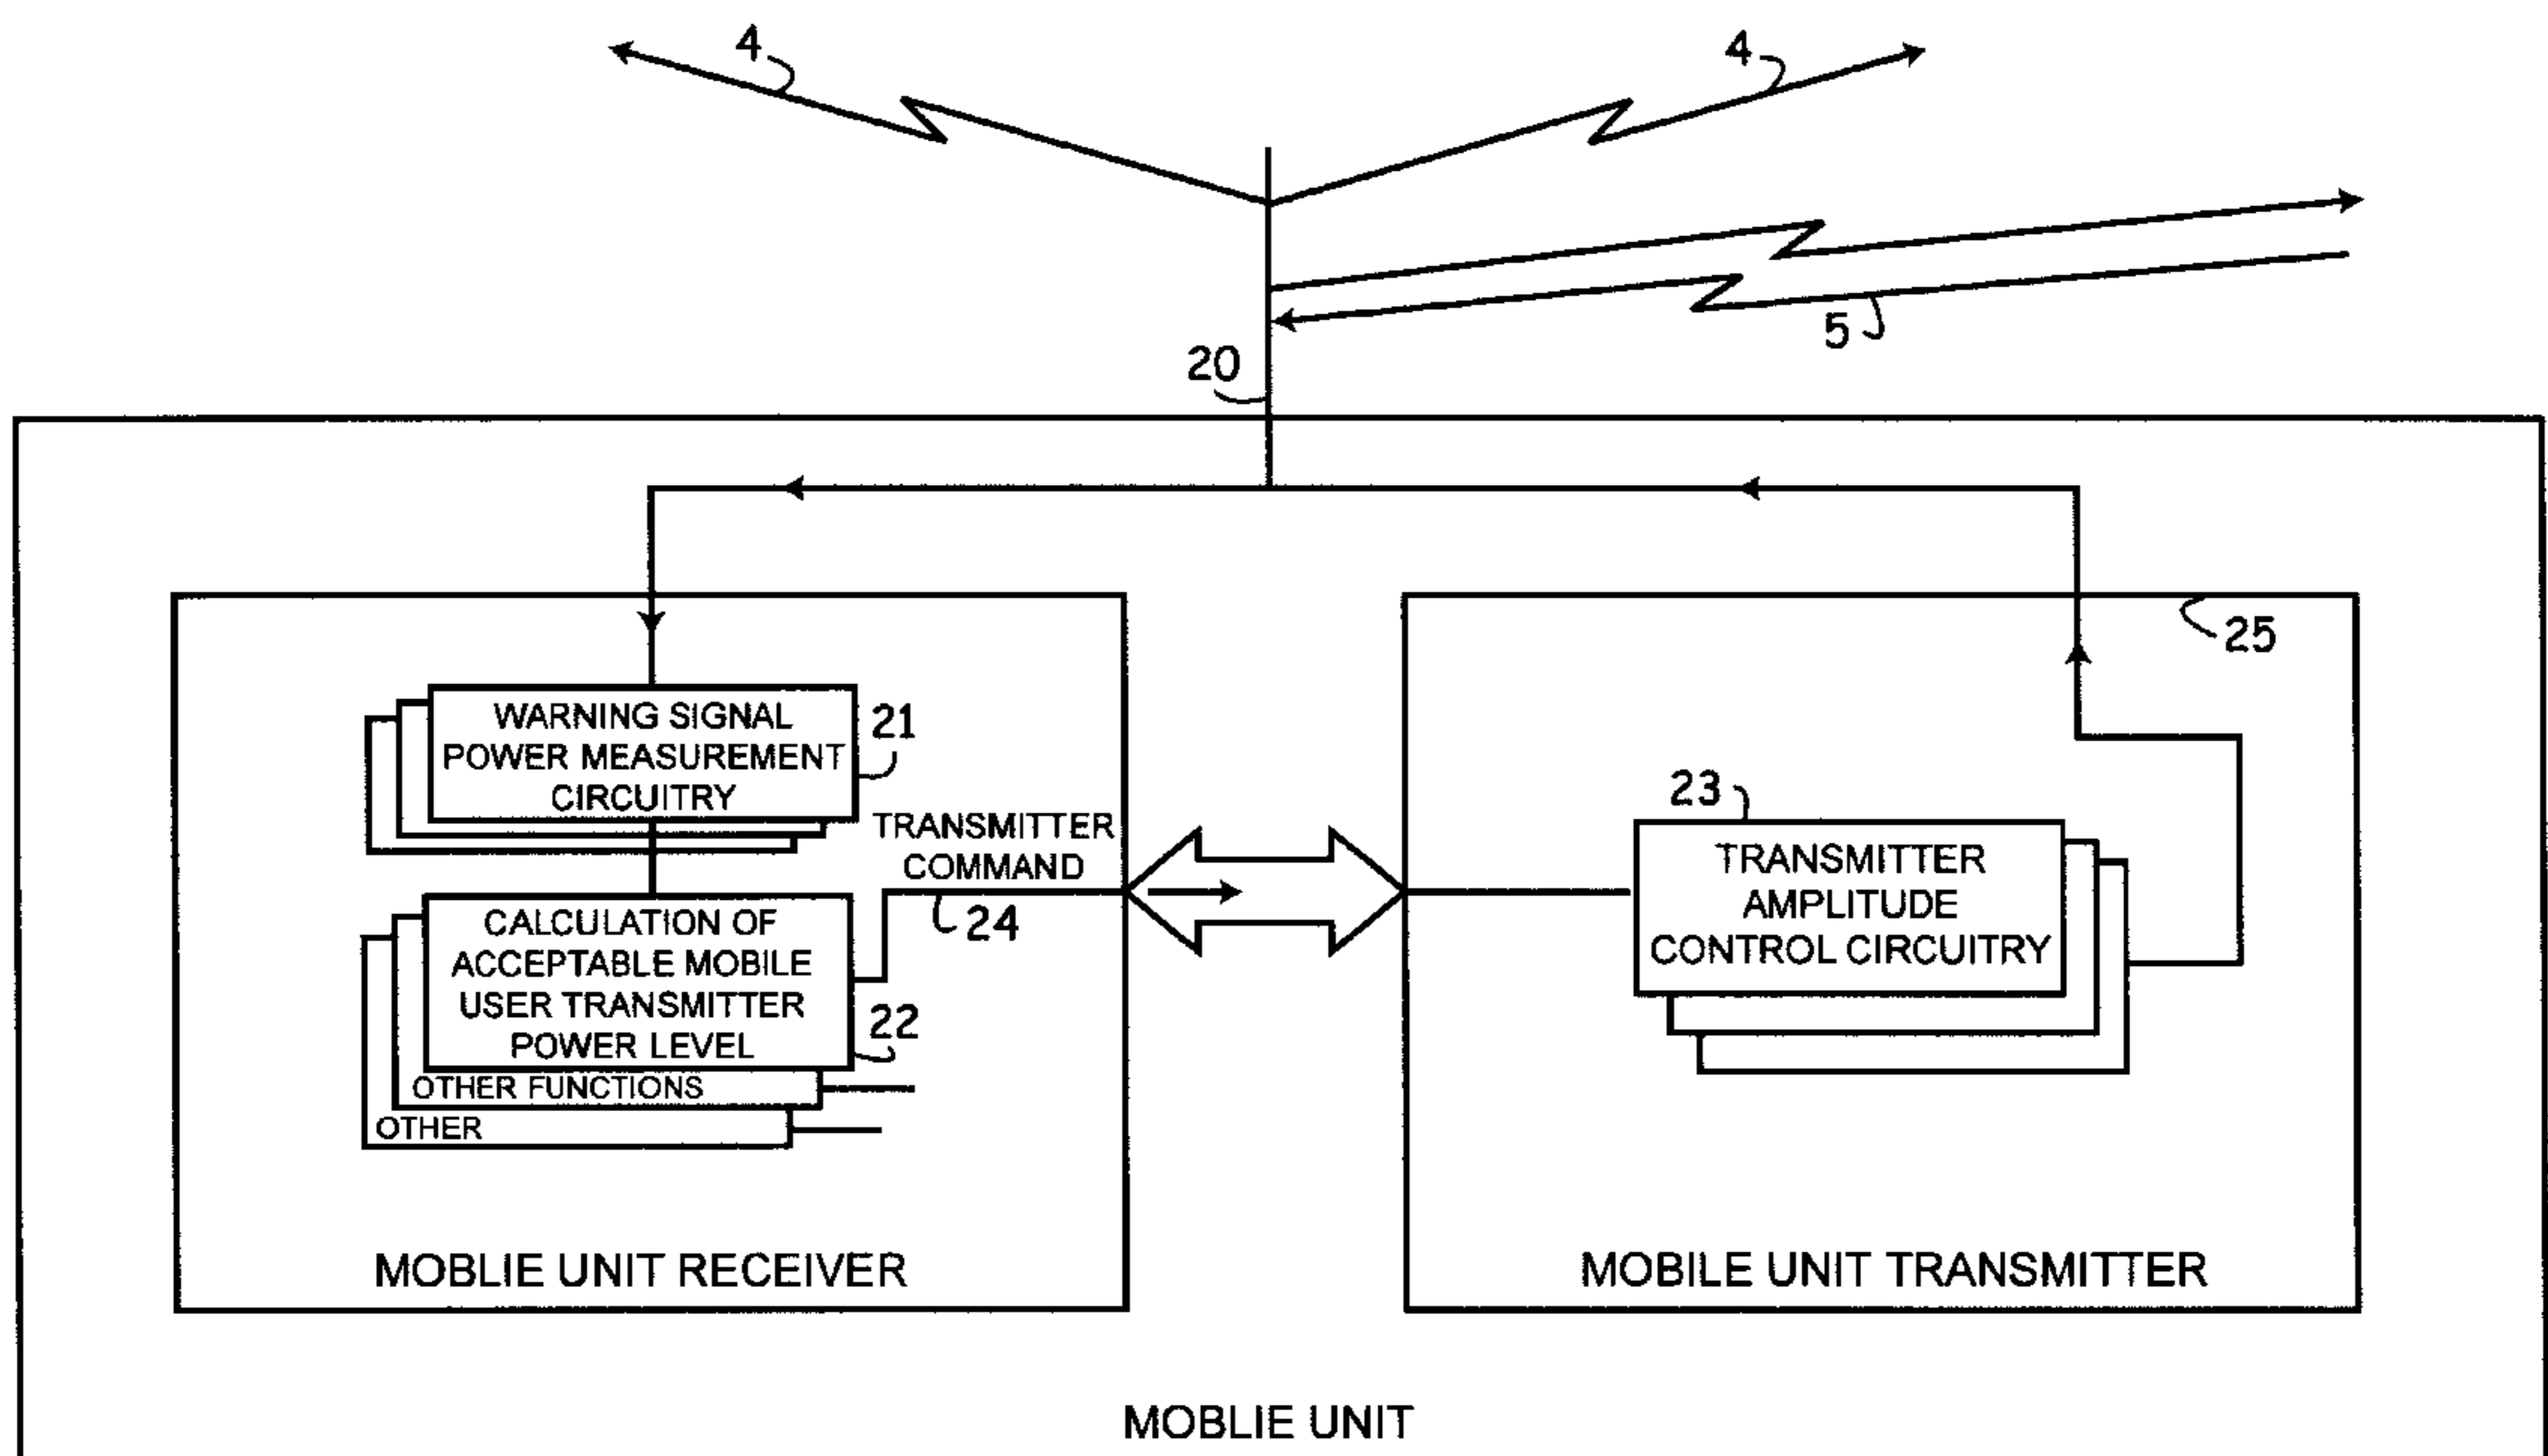 4
4
5
20
25
WARNING SIGNAL
POWER MEASUREMENT
CIRCUITRY
21
TRANSMITTER
COMMAND
24
CALCULATION OF
ACCEPTABLE MOBILE
USER TRANSMITTER
POWER LEVEL
22
OTHER FUNCTIONS
OTHER
23
TRANSMITTER
AMPLITUDE
CONTROL CIRCUITRY
MOBLIE UNIT RECEIVER
MOBILE UNIT TRANSMITTER
MOBLIE UNIT